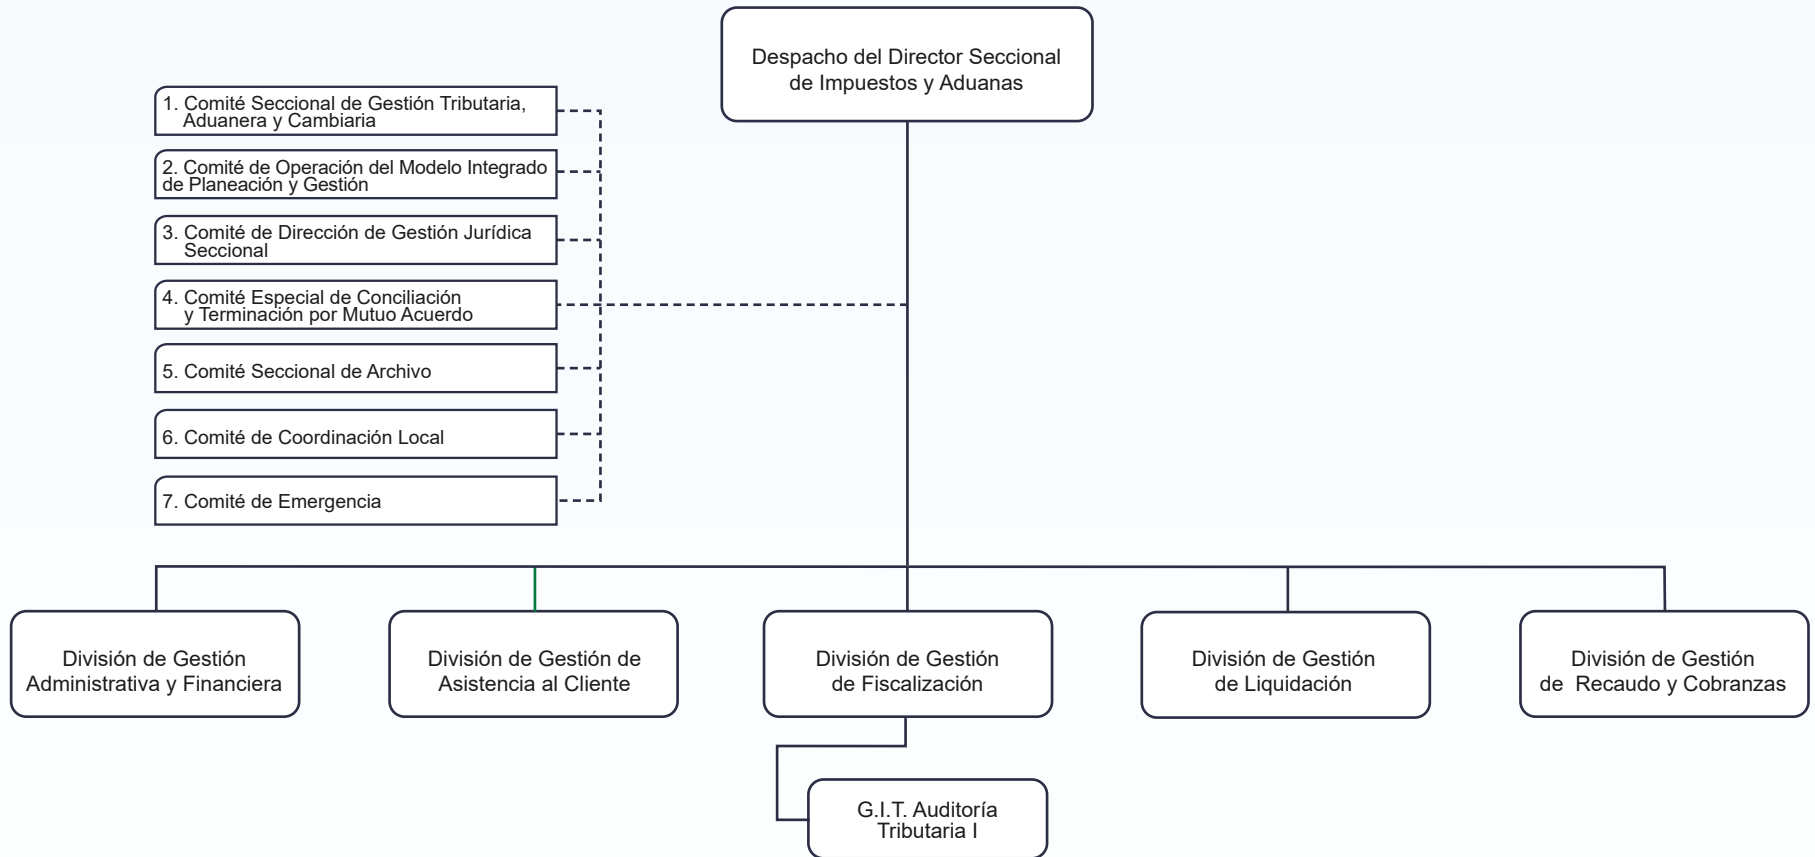 Despacho del Director Seccional
de Impuestos y Aduanas
1. Comité Seccional de Gestión Tributaria,
Aduanera y Cambiaria
2. Comité de Operación del Modelo Integrado
de Planeación y Gestión
3. Comité de Dirección de Gestión Jurídica
Seccional
4. Comité Especial de Conciliación
y Terminación por Mutuo Acuerdo
5. Comité Seccional de Archivo
6. Comité de Coordinación Local
7. Comité de Emergencia
División de Gestión
Administrativa y Financiera
División de Gestión de
Asistencia al Cliente
División de Gestión
de Fiscalización
División de Gestión
de Liquidación
División de Gestión
de Recaudo y Cobranzas
G.I.T. Auditoría
Tributaria I